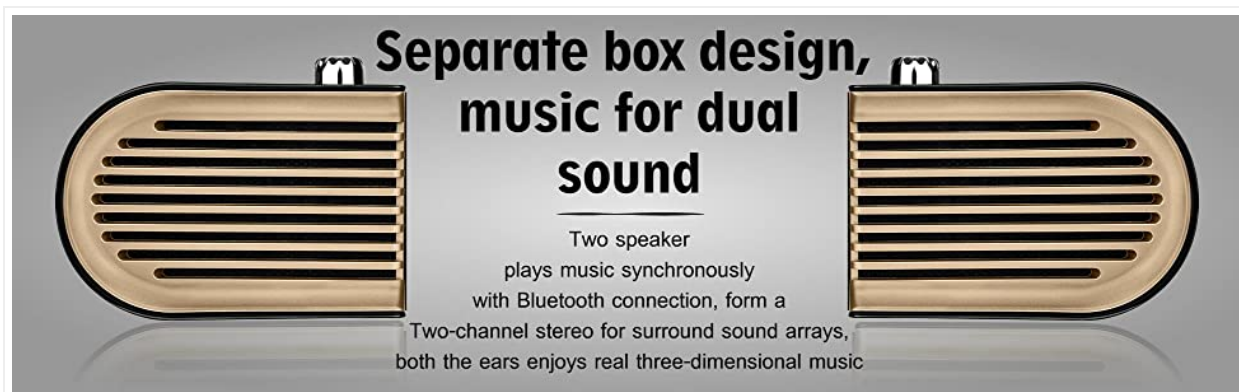 Separate box design,
music for dual
sound
Two speaker
plays music synchronously
with Bluetooth connection, form a
Two-channel stereo for surround sound arrays,
both the ears enjoys real three-dimensional music